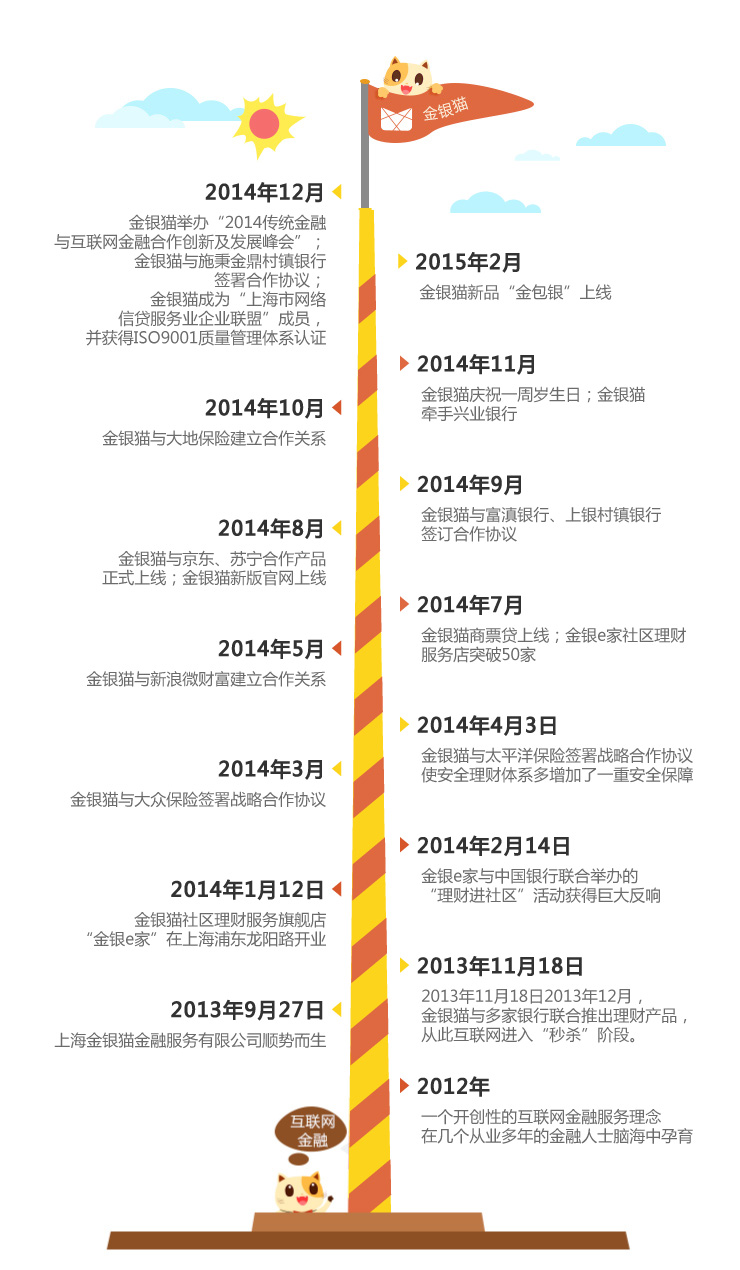 金银猫
2014年12月
金银猫举办“2014传统金融
与互联网金融合作创新及发展峰会”；
金银猫与施秉金鼎村镇银行
签署合作协议；
金银猫成为“上海市网络
信贷服务业企业联盟”成员，
并获得ISO9001质量管理体系认证
2015年2月
金银猫新品“金包银”上线
2014年11月
金银猫庆祝一周岁生日；金银猫
牵手兴业银行
2014年10月
金银猫与大地保险建立合作关系
2014年9月
金银猫与富滇银行、上银村镇银行
签订合作协议
2014年8月
金银猫与京东、苏宁合作产品
正式上线；金银猫新版官网上线
2014年7月
金银猫商票贷上线；金银e家社区理财
服务店突破50家
2014年5月
金银猫与新浪微财富建立合作关系
2014年4月3日
金银猫与太平洋保险签署战略合作协议
使安全理财体系多增加了一重安全保障
2014年3月
金银猫与大众保险签署战略合作协议
2014年2月14日
金银e家与中国银行联合举办的
“理财进社区”活动获得巨大反响
2014年1月12日
金银猫社区理财服务旗舰店
“金银e家”在上海浦东龙阳路开业
2013年11月18日
2013年11月18日2013年12月，
金银猫与多家银行联合推出理财产品，
从此互联网进入“秒杀”阶段。
2013年9月27日
上海金银猫金融服务有限公司顺势而生
2012年
一个开创性的互联网金融服务理念
在几个从业多年的金融人士脑海中孕育
互联网
金融